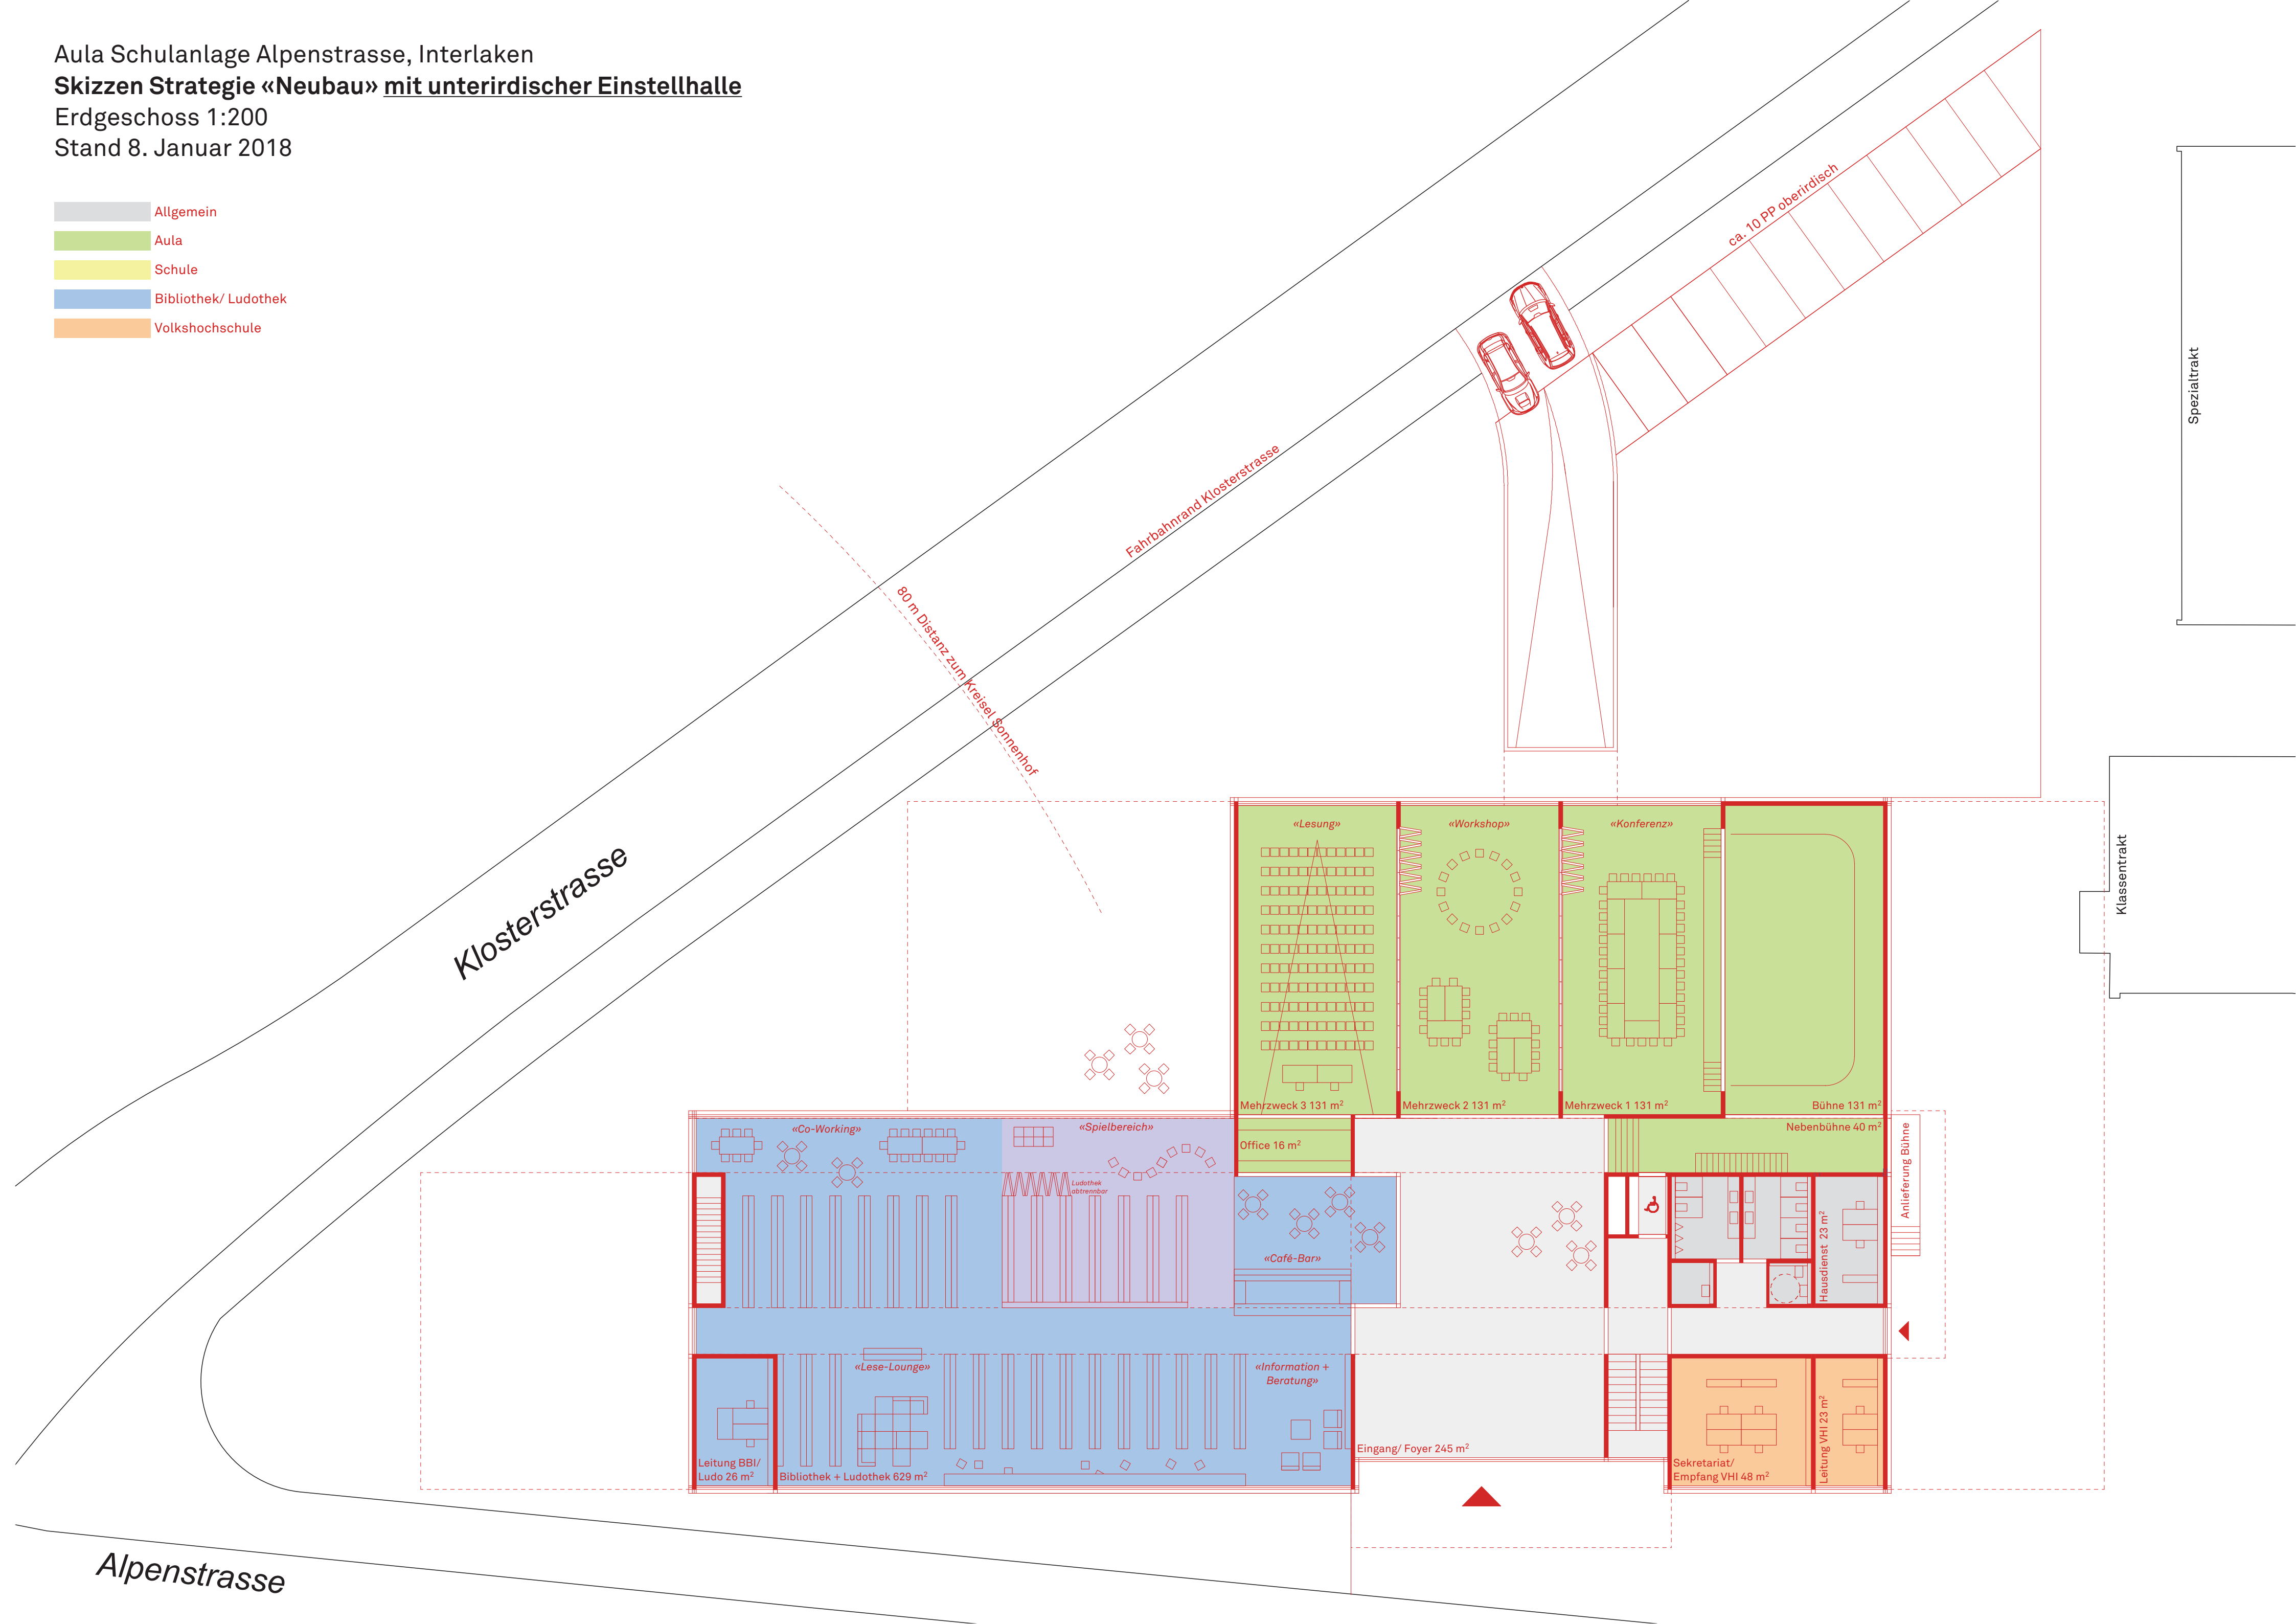 Aula Schulanlage Alpenstrasse, Interlaken
Skizzen Strategie «Neubau» mit unterirdischer Einstellhalle
Erdgeschoss 1:200
Stand 8. Januar 2018
Allgemein
Aula
Schule
Bibliothek/ Ludothek
Volkshochschule
ca. 10 PP oberirdisch
Spezialtrakt
Fahrbahnrand Klosterstrasse
80 m Distanz zum Kreisel Sonnenhof
Klosterstrasse
Klassentrakt
«Lesung»
«Workshop»
«Konferenz»
Mehrzweck 3 131 m²
Mehrzweck 2 131 m²
Mehrzweck 1 131 m²
Bühne 131 m²
«Co-Working»
«Spielbereich»
Office 16 m²
Nebenbühne 40 m²
Anlieferung Bühne
Ludothek
abtrennbar
«Café-Bar»
Hausdienst 23 m²
«Lese-Lounge»
«Information +
Beratung»
Leitung BBI/
Ludo 26 m²
Bibliothek + Ludothek 629 m²
Eingang/ Foyer 245 m²
Sekretariat/
Empfang VHI 48 m²
Leitung VHI 23 m²
Alpenstrasse